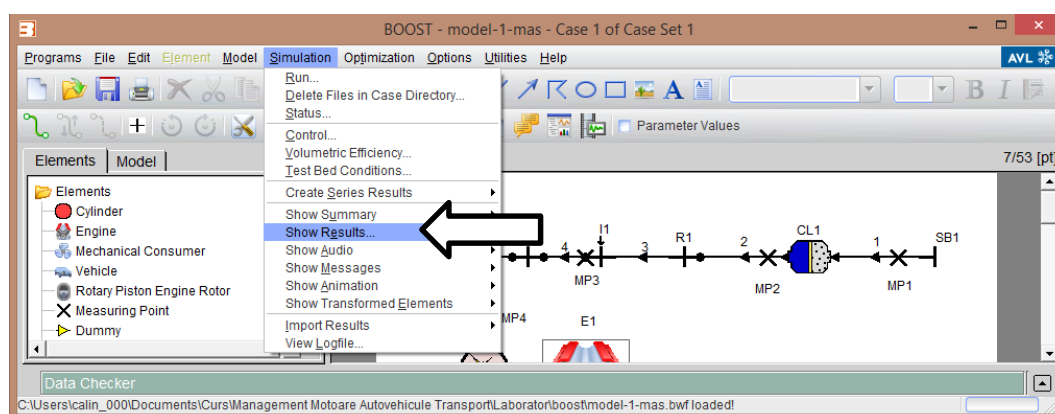 BOOST - model-1-mas - Case 1 of Case Set 1
Programs File Edit Element Model Simulation Optimization Options Utilities Help
AVL
A B I
Parameter Values
Elements Model
7/53 [pt]
Elements
Cylinder
Engine
Mechanical Consumer
Vehicle
Rotary Piston Engine Rotor
Measuring Point
Dummy
Run...
Delete Files in Case Directory...
Status...
Control...
Volumetric Efficiency...
Test Bed Conditions...
Create Series Results
Show Summary
Show Results...
Show Audio
Show Messages
Show Animation
Show Transformed Elements
Import Results
View Logfile...
4 I1 3 R1 2 CL1 1 SB1
MP3 MP2 MP1
MP4 E1
Data Checker
C:\Users\calin_000\Documents\Curs\Management Motoare Autovehicule Transport\Laborator\boost\model-1-mas.bwf loaded!